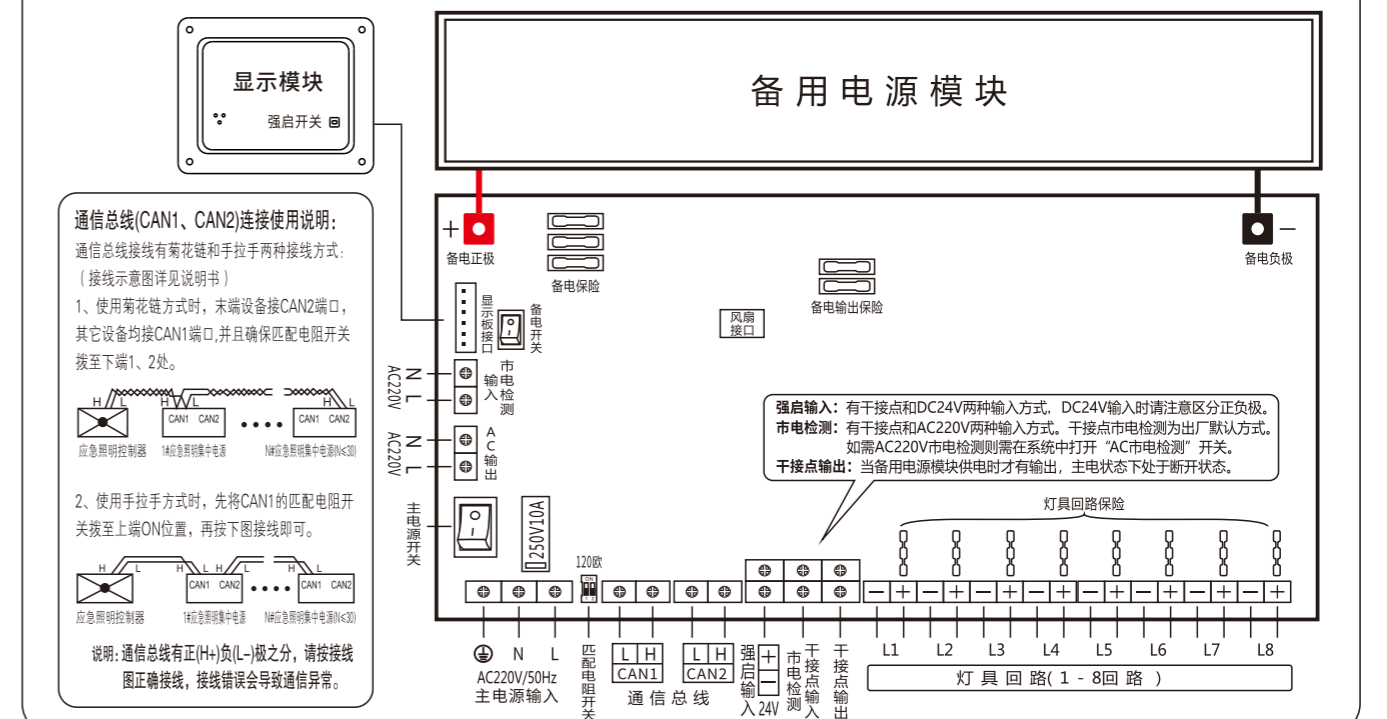 显示模块
强启开关
备用电源模块
通信总线(CAN1、CAN2)连接使用说明:
通信总线接线有菊花链和手拉手两种接线方式:
(接线示意图详见说明书)
1、使用菊花链方式时，末端设备接CAN2端口，
其它设备均接CAN1端口,并且确保匹配电阻开关
拨至下端1、2处。
H L H L H L
CAN1 CAN2 CAN1 CAN2
应急照明控制器 1#应急照明集中电源 N#应急照明集中电源(N≤30)
2、使用手拉手方式时，先将CAN1的匹配电阻开
关拨至上端ON位置，再按下图接线即可。
H L H L H L H L
CAN1 CAN2 CAN1 CAN2
应急照明控制器 1#应急照明集中电源 N#应急照明集中电源(N≤30)
说明:通信总线有正(H+)负(L−)极之分，请按接线
图正确接线，接线错误会导致通信异常。
+
备电正极
备电保险
−
备电负极
备电输出保险
显示板接口
备电开关
风扇
接口
AC220V N L
市电检测
输入
AC220V N L
AC输出
主电源开关
250V10A
强启输入：有干接点和DC24V两种输入方式，DC24V输入时请注意区分正负极。
市电检测：有干接点和AC220V两种输入方式。干接点市电检测为出厂默认方式。
如需AC220V市电检测则需在系统中打开“AC市电检测”开关。
干接点输出：当备用电源模块供电时才有输出，主电状态下处于断开状态。
灯具回路保险
120欧
ON
1 2
− + − + − + − + − + − + − + − +
N L
AC220V/50Hz
主电源输入
匹配电阻开关
L H
CAN1
L H
CAN2
通信总线
强启输入
+
−
24V
市电检测
干接点输入
干接点输出
L1 L2 L3 L4 L5 L6 L7 L8
灯具回路(1-8回路)